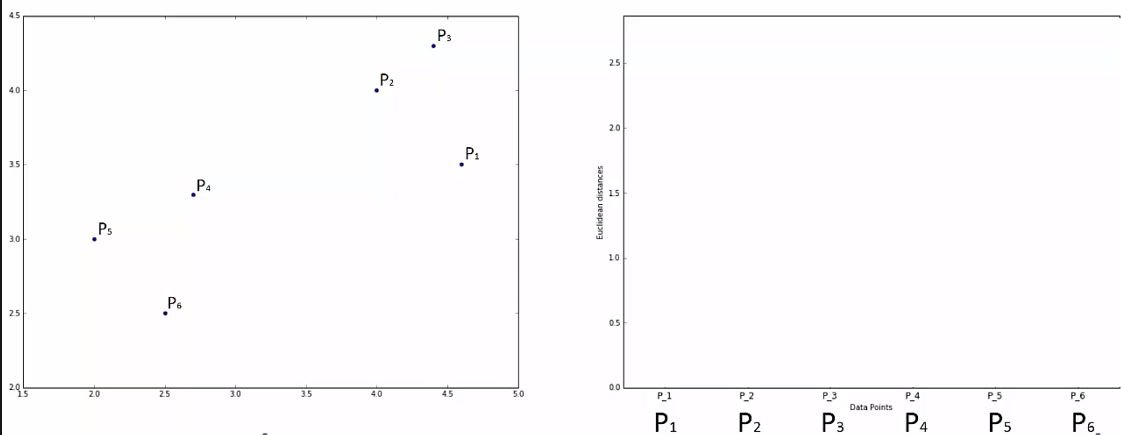 4.5
P₃
P₂
4.0
P₁
3.5
P₄
P₅
3.0
P₆
2.5
2.0
1.5 2.0 2.5 3.0 3.5 4.0 4.5 5.0
2.5
2.0
1.5
Euclidean distances
1.0
0.5
0.0
P_1 P_2 P_3 P_4 P_5 P_6
Data Points
P₁ P₂ P₃ P₄ P₅ P₆